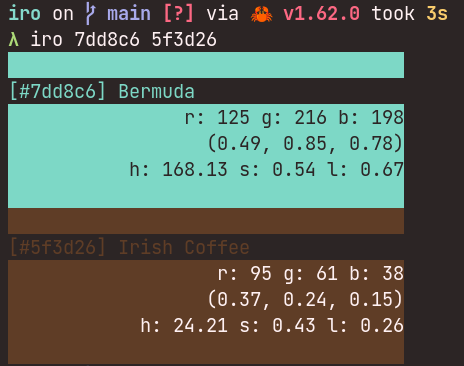 iro on main [?] via 🦀 v1.62.0 took 3s
λ iro 7dd8c6 5f3d26
[#7dd8c6] Bermuda
r: 125 g: 216 b: 198
(0.49, 0.85, 0.78)
h: 168.13 s: 0.54 l: 0.67
[#5f3d26] Irish Coffee
r: 95 g: 61 b: 38
(0.37, 0.24, 0.15)
h: 24.21 s: 0.43 l: 0.26